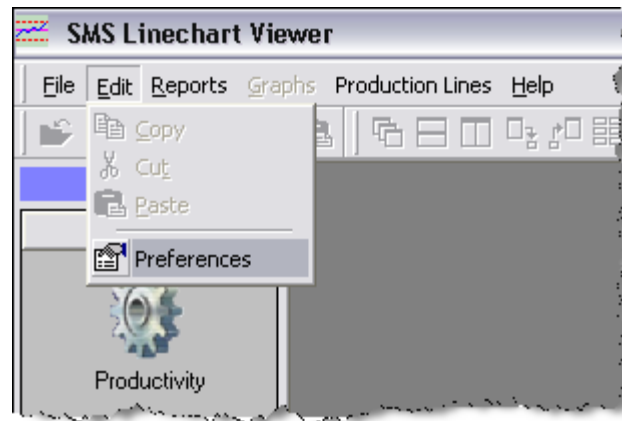 SMS Linechart Viewer
File Edit Reports Graphs Production Lines Help
Copy
Cut
Paste
Preferences
Productivity